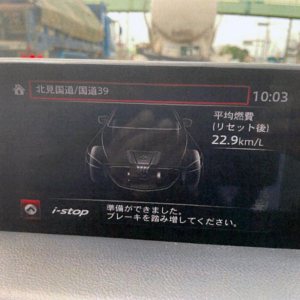 北見国道/国道39
10:03
平均燃費
(リセット後)
22.9km/L
i-stop
準備ができました。
ブレーキを踏み増してください。